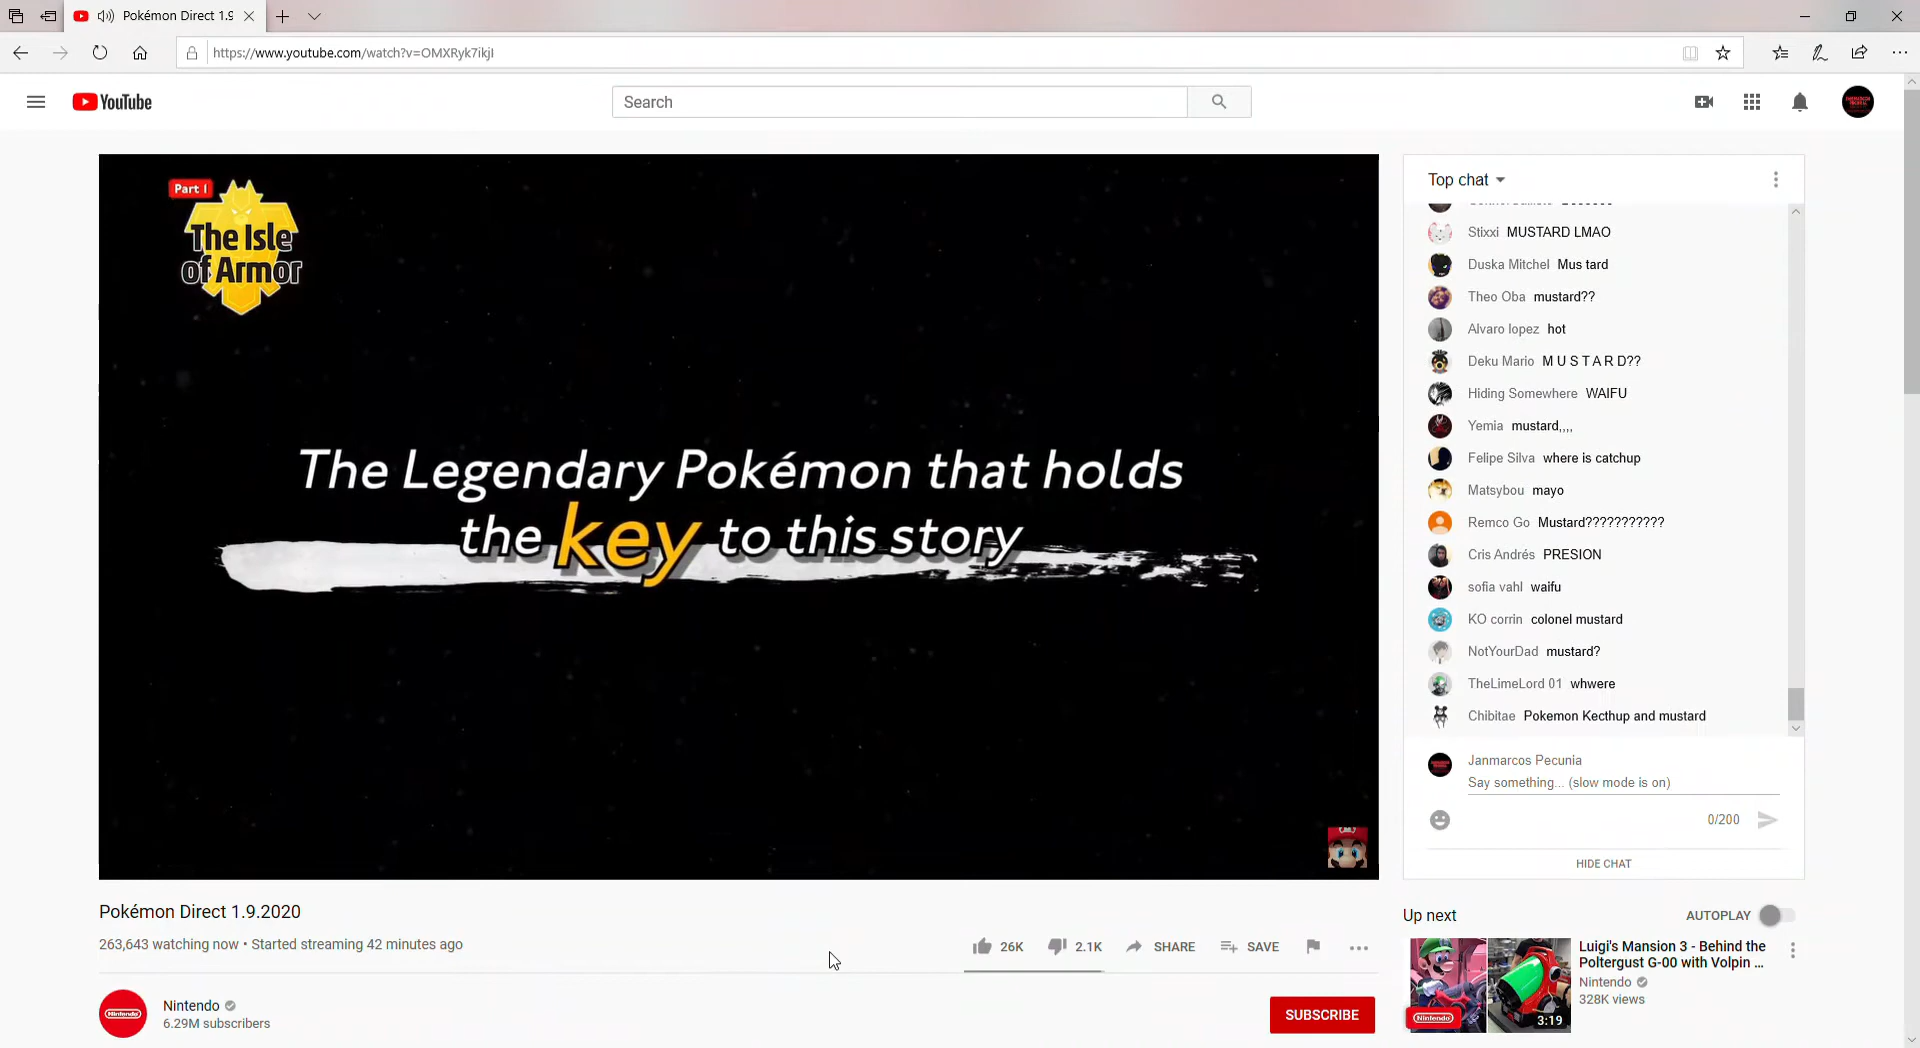 Pokémon Direct 1.9
https://www.youtube.com/watch?v=OMXRyk7ikjI
YouTube
Search
Part 1
The Isle
of Armor
The Legendary Pokémon that holds
the key to this story
Top chat
Stixxi MUSTARD LMAO
Duska Mitchel Mus tard
Theo Oba mustard??
Alvaro lopez hot
Deku Mario M U S T A R D??
Hiding Somewhere WAIFU
Yemia mustard,,,,
Felipe Silva where is catchup
Matsybou mayo
Remco Go Mustard???????????
Cris Andrés PRESION
sofia vahl waifu
KO corrin colonel mustard
NotYourDad mustard?
TheLimeLord 01 whwere
Chibitae Pokemon Kecthup and mustard
Janmarcos Pecunia
Say something... (slow mode is on)
0/200
HIDE CHAT
Pokémon Direct 1.9.2020
263,643 watching now • Started streaming 42 minutes ago
26K 2.1K SHARE SAVE
Nintendo
6.29M subscribers
SUBSCRIBE
Up next
AUTOPLAY
Luigi's Mansion 3 - Behind the
Poltergust G-00 with Volpin ...
Nintendo
328K views
Nintendo
3:19
Nintendo